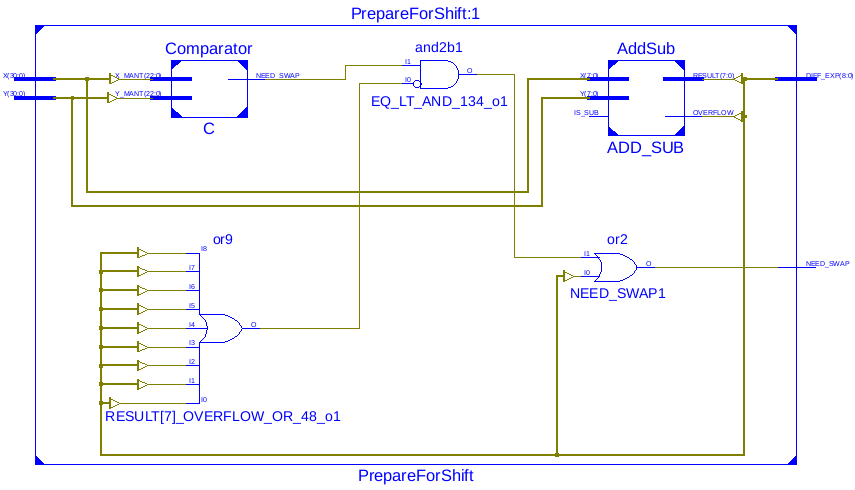 PrepareForShift:1
Comparator
and2b1
AddSub
X(30:0)
X_MANT(22:0)
NEED_SWAP
I1
O
X(7:0)
RESULT(7:0)
DIFF_EXP(8:0)
Y(30:0)
Y_MANT(22:0)
I0
Y(7:0)
EQ_LT_AND_134_o1
IS_SUB
OVERFLOW
C
ADD_SUB
or9
or2
I8
I7
I6
I5
I4
I3
I2
I1
I0
O
I1
I0
O
NEED_SWAP
NEED_SWAP1
RESULT[7]_OVERFLOW_OR_48_o1
PrepareForShift